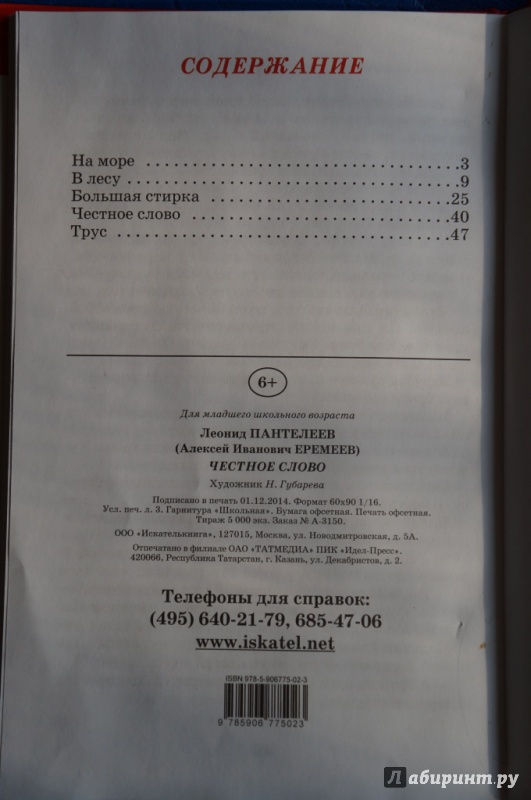 СОДЕРЖАНИЕ
На море ........................................ 3
В лесу ........................................ 9
Большая стирка ........................................ 25
Честное слово ........................................ 40
Трус ........................................ 47
6+
Для младшего школьного возраста
Леонид ПАНТЕЛЕЕВ
(Алексей Иванович ЕРЕМЕЕВ)
ЧЕСТНОЕ СЛОВО
Художник Н. Губарева
Подписано в печать 01.12.2014. Формат 60х90 1/16.
Усл. печ. л. 3. Гарнитура «Школьная». Бумага офсетная. Печать офсетная.
Тираж 5 000 экз. Заказ № А-3150.
ООО «Искательпкнига», 127015, Москва, ул. Новодмитровская, д. 5А.
Отпечатано в филиале ОАО «ТАТМЕДИА» ПИК «Идел-Пресс».
420066, Республика Татарстан, г. Казань, ул. Декабристов, д. 2.
Телефоны для справок:
(495) 640-21-79, 685-47-06
www.iskatel.net
ISBN 978-5-906775-02-3
9 785906 775023
Лабиринт.ру